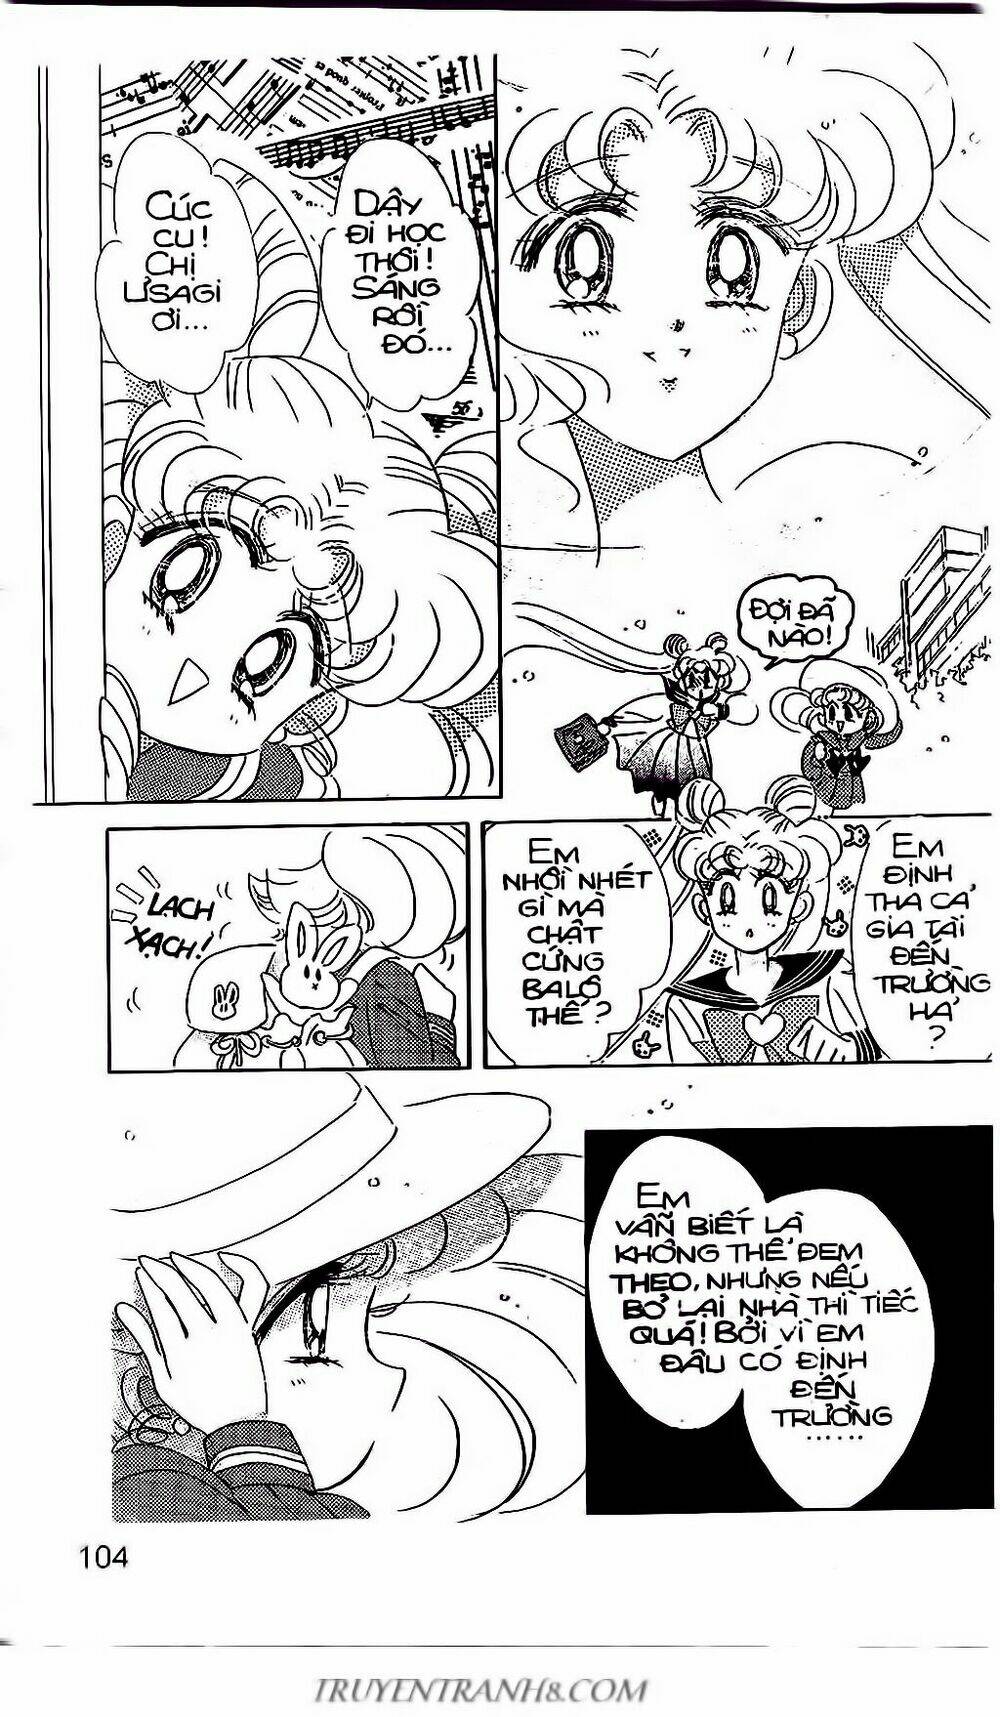 CÚC
CU!
CHỊ
USAGI
ƠI...
DẬY
ĐI HỌC
THÔI!
SÁNG
RỒI
ĐÓ...
56
ĐỢI ĐÃ
NÀO!
LẠCH
XẠCH!
EM
NHỒI NHÉT
GÌ MÀ
CHẬT
CỨNG
BALÔ
THẾ?
EM
ĐỊNH
THA CẢ
GIA TÀI
ĐẾN
TRƯỜNG
HẢ
?
EM
VẪN BIẾT LÀ
KHÔNG THỂ ĐEM
THEO, NHƯNG NẾU
BỎ LẠI NHÀ THÌ TIẾC
QUÁ! BỞI VÌ EM
ĐÂU CÓ ĐỊNH
ĐẾN
TRƯỜNG
......
104
TRUYENTRANH8.COM